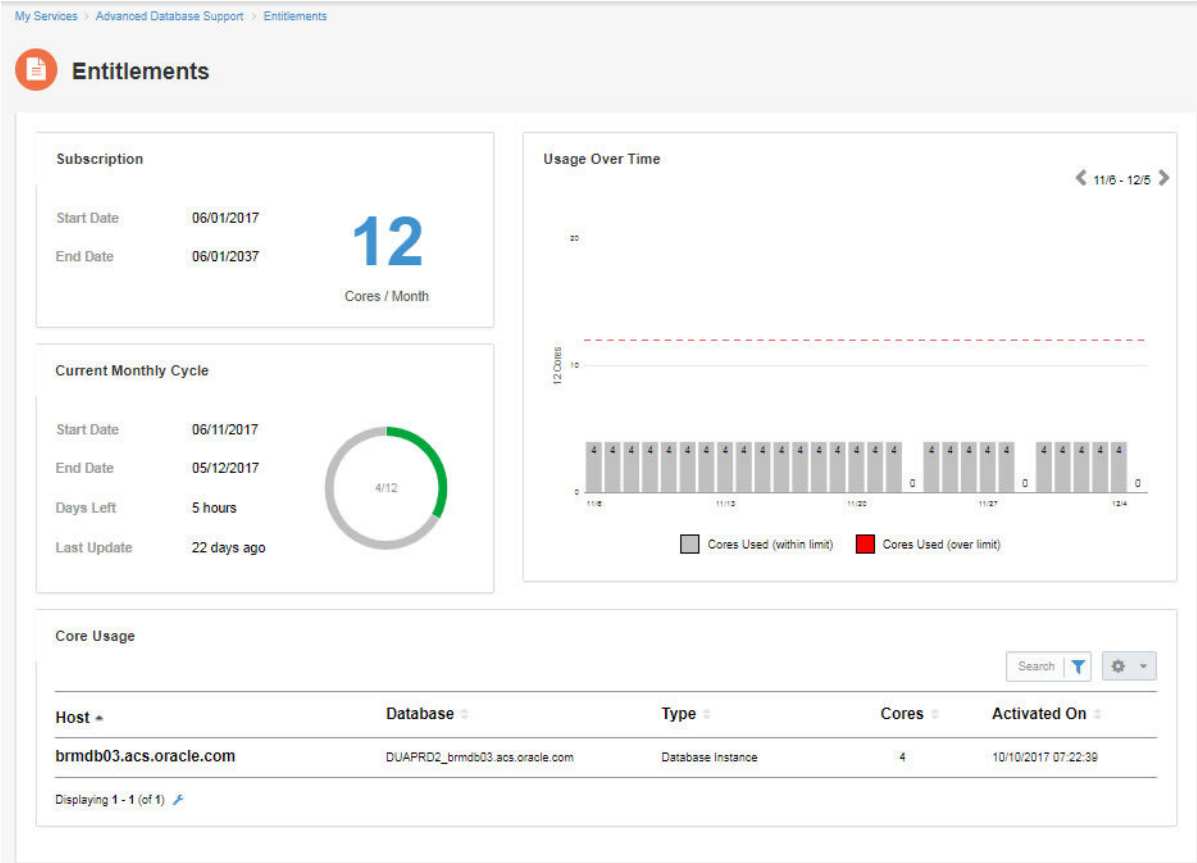 My Services > Advanced Database Support > Entitlements
Entitlements
Subscription
Start Date 06/01/2017
End Date 06/01/2037
12
Cores / Month
Current Monthly Cycle
Start Date 06/11/2017
End Date 05/12/2017
Days Left 5 hours
Last Update 22 days ago
4/12
Usage Over Time
11/6 - 12/5
20
12 Cores
10
4 4 4 4 4 4 4 4 4 4 4 4 4 4 4 4 4 0 4 4 4 4 4 0 4 4 4 4 4 0
0
11/6 11/13 11/20 11/27 12/4
Cores Used (within limit) Cores Used (over limit)
Core Usage
Search
Host Database Type Cores Activated On
brmdb03.acs.oracle.com DUAPRD2_brmdb03.acs.oracle.com Database Instance 4 10/10/2017 07:22:39
Displaying 1 - 1 (of 1)